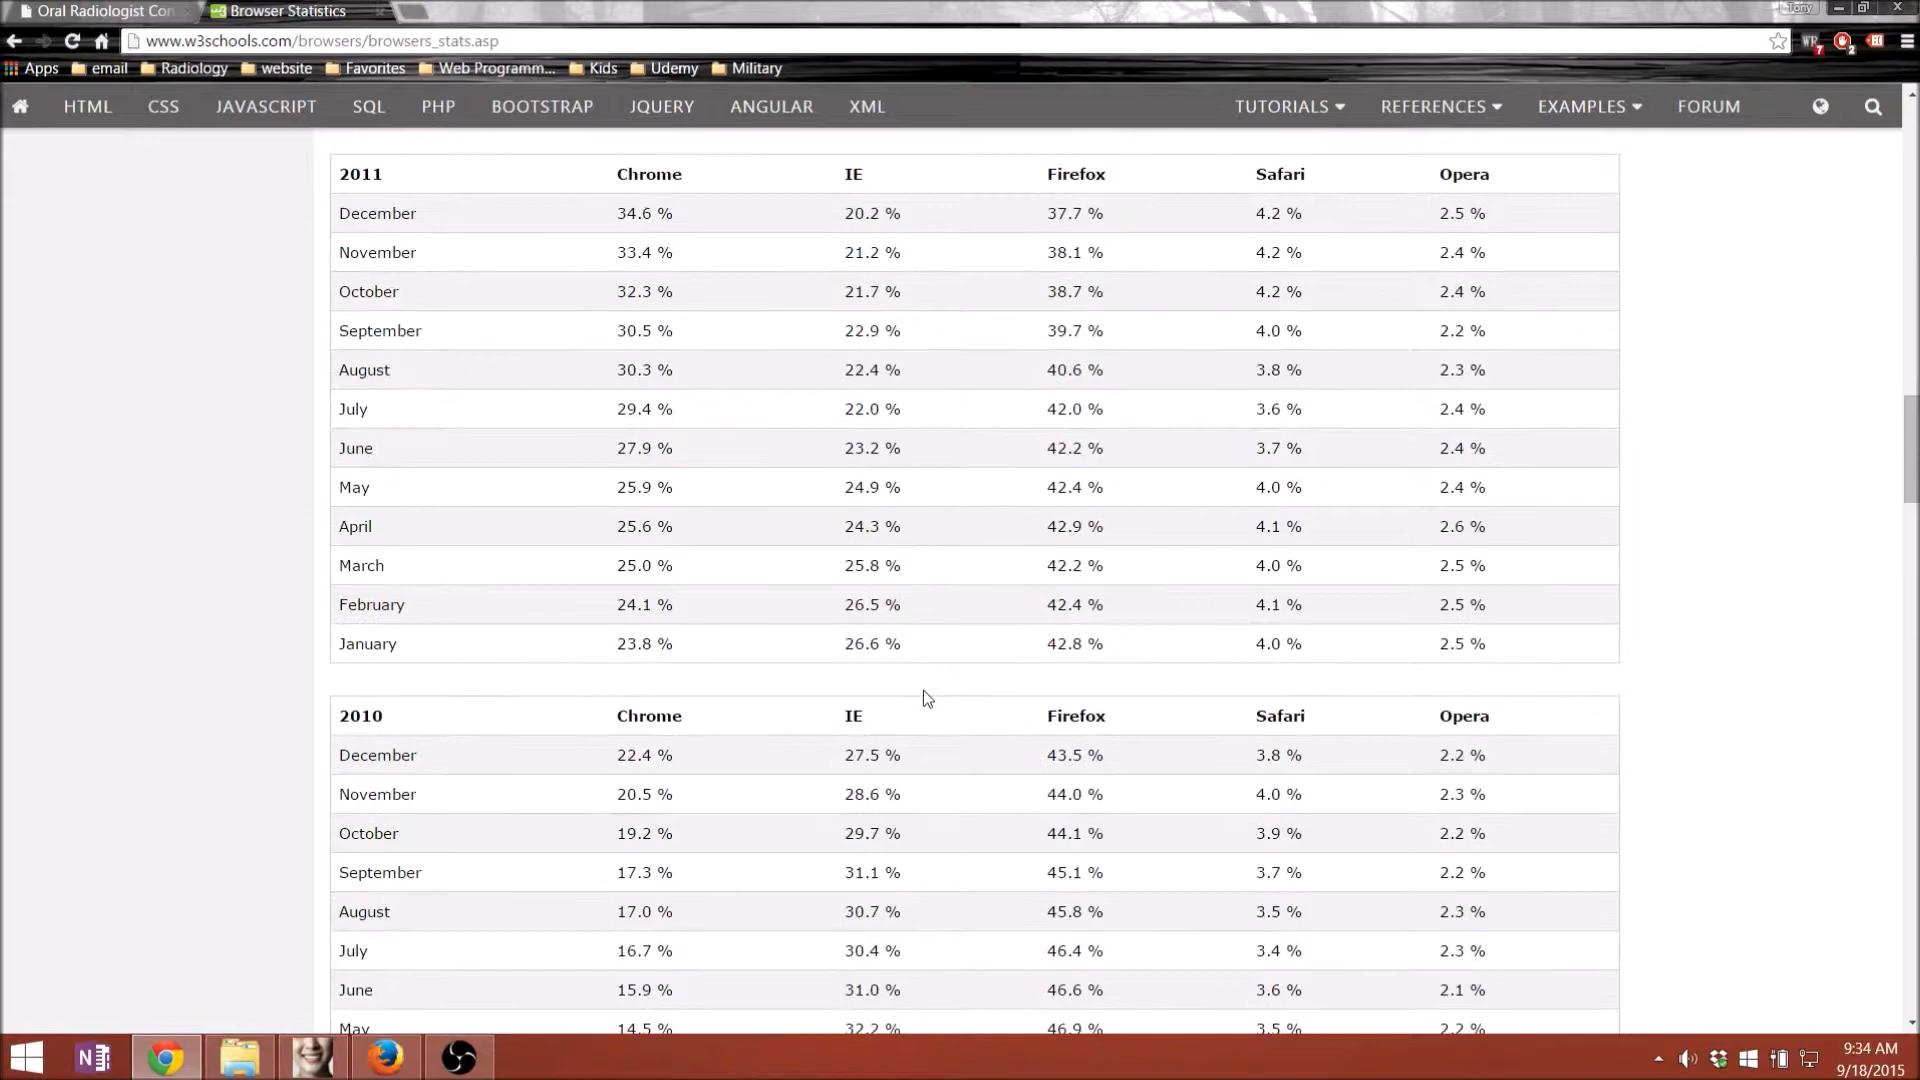 Oral Radiologist Con
Browser Statistics
Tony
www.w3schools.com/browsers/browsers_stats.asp
Apps email Radiology website Favorites Web Programm... Kids Udemy Military
HTML CSS JAVASCRIPT SQL PHP BOOTSTRAP JQUERY ANGULAR XML TUTORIALS REFERENCES EXAMPLES FORUM
2011 Chrome IE Firefox Safari Opera
December 34.6 % 20.2 % 37.7 % 4.2 % 2.5 %
November 33.4 % 21.2 % 38.1 % 4.2 % 2.4 %
October 32.3 % 21.7 % 38.7 % 4.2 % 2.4 %
September 30.5 % 22.9 % 39.7 % 4.0 % 2.2 %
August 30.3 % 22.4 % 40.6 % 3.8 % 2.3 %
July 29.4 % 22.0 % 42.0 % 3.6 % 2.4 %
June 27.9 % 23.2 % 42.2 % 3.7 % 2.4 %
May 25.9 % 24.9 % 42.4 % 4.0 % 2.4 %
April 25.6 % 24.3 % 42.9 % 4.1 % 2.6 %
March 25.0 % 25.8 % 42.2 % 4.0 % 2.5 %
February 24.1 % 26.5 % 42.4 % 4.1 % 2.5 %
January 23.8 % 26.6 % 42.8 % 4.0 % 2.5 %
2010 Chrome IE Firefox Safari Opera
December 22.4 % 27.5 % 43.5 % 3.8 % 2.2 %
November 20.5 % 28.6 % 44.0 % 4.0 % 2.3 %
October 19.2 % 29.7 % 44.1 % 3.9 % 2.2 %
September 17.3 % 31.1 % 45.1 % 3.7 % 2.2 %
August 17.0 % 30.7 % 45.8 % 3.5 % 2.3 %
July 16.7 % 30.4 % 46.4 % 3.4 % 2.3 %
June 15.9 % 31.0 % 46.6 % 3.6 % 2.1 %
May 14.5 % 32.2 % 46.9 % 3.5 % 2.2 %
9:34 AM
9/18/2015